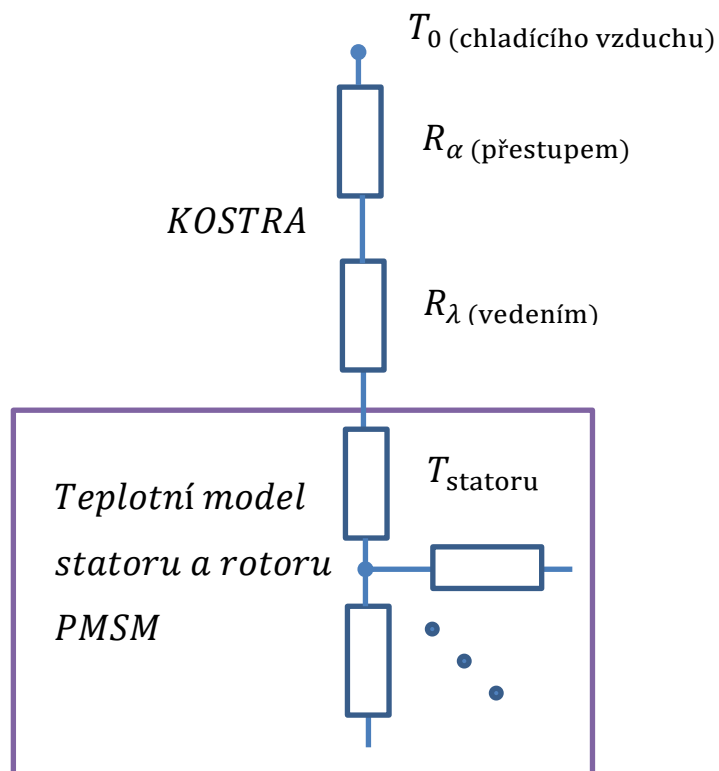 T₀ (chladícího vzduchu)
Rα (přestupem)
KOSTRA
Rλ (vedením)
Tstatoru
Teplotní model
statoru a rotoru
PMSM